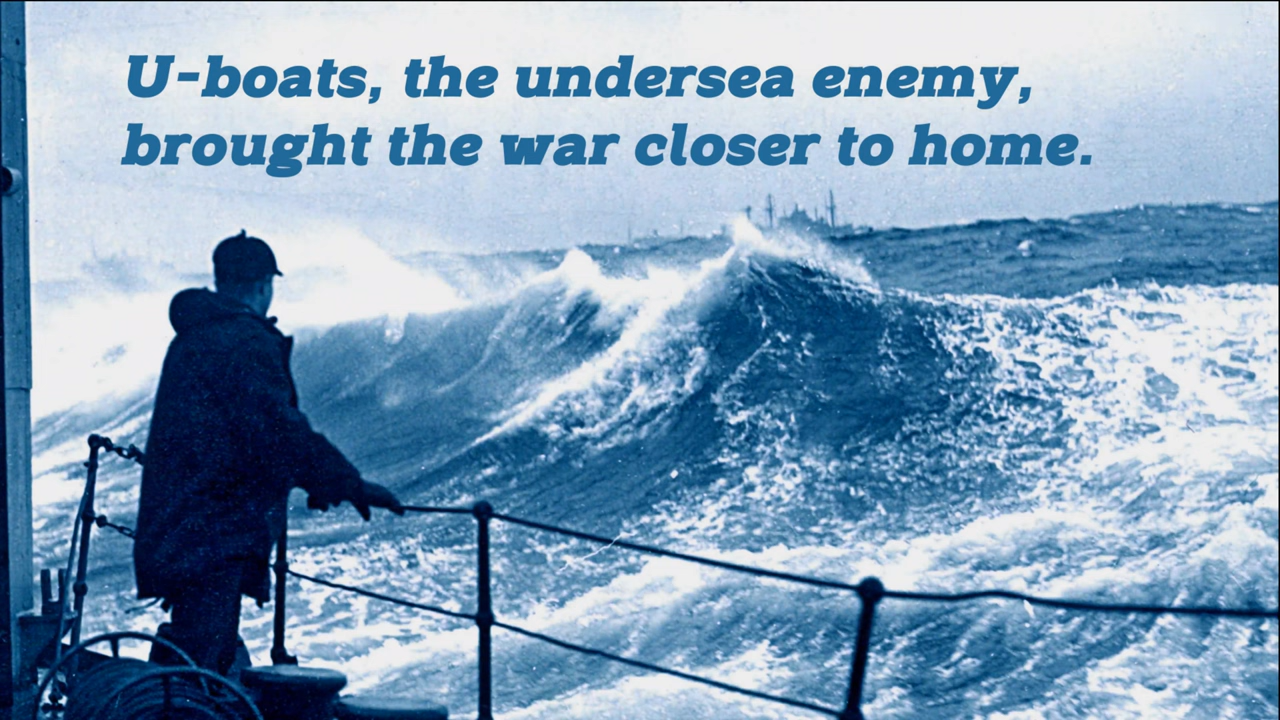 U-boats, the undersea enemy,
brought the war closer to home.